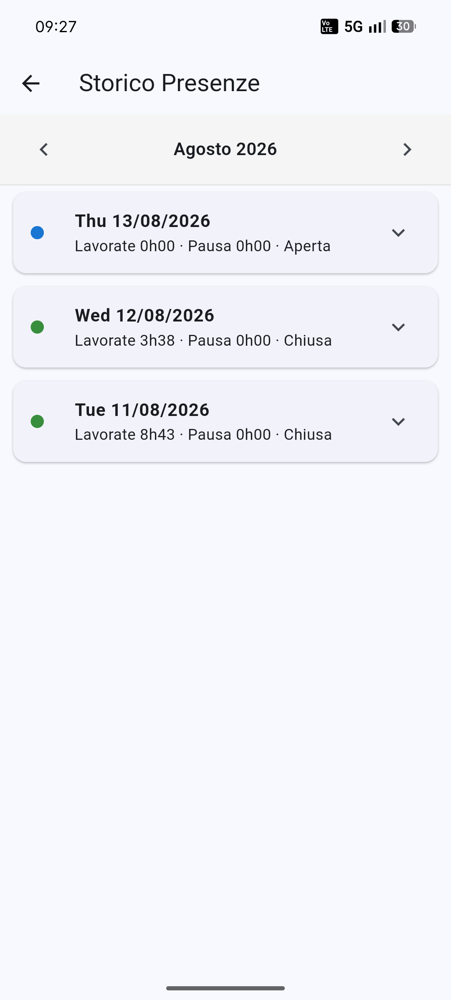 09:27
Vo LTE 5G 30
Storico Presenze
Agosto 2026
Thu 13/08/2026
Lavorate 0h00 · Pausa 0h00 · Aperta
Wed 12/08/2026
Lavorate 3h38 · Pausa 0h00 · Chiusa
Tue 11/08/2026
Lavorate 8h43 · Pausa 0h00 · Chiusa